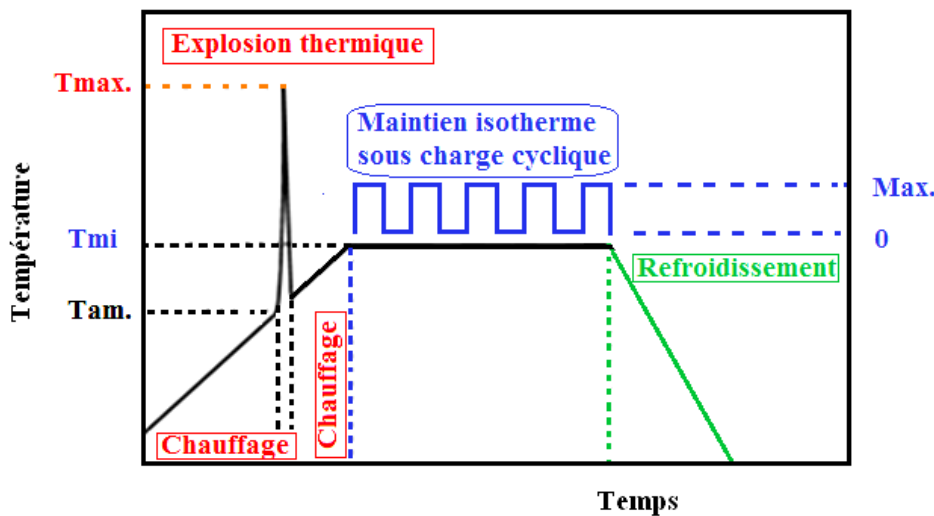 Explosion thermique
Tmax.
Maintien isotherme
sous charge cyclique
Max.
Température
Tmi
0
Refroidissement
Tam.
Chauffage
Chauffage
Temps